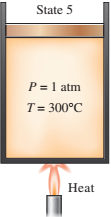 State 5
P = 1 atm
T = 300°C
Heat